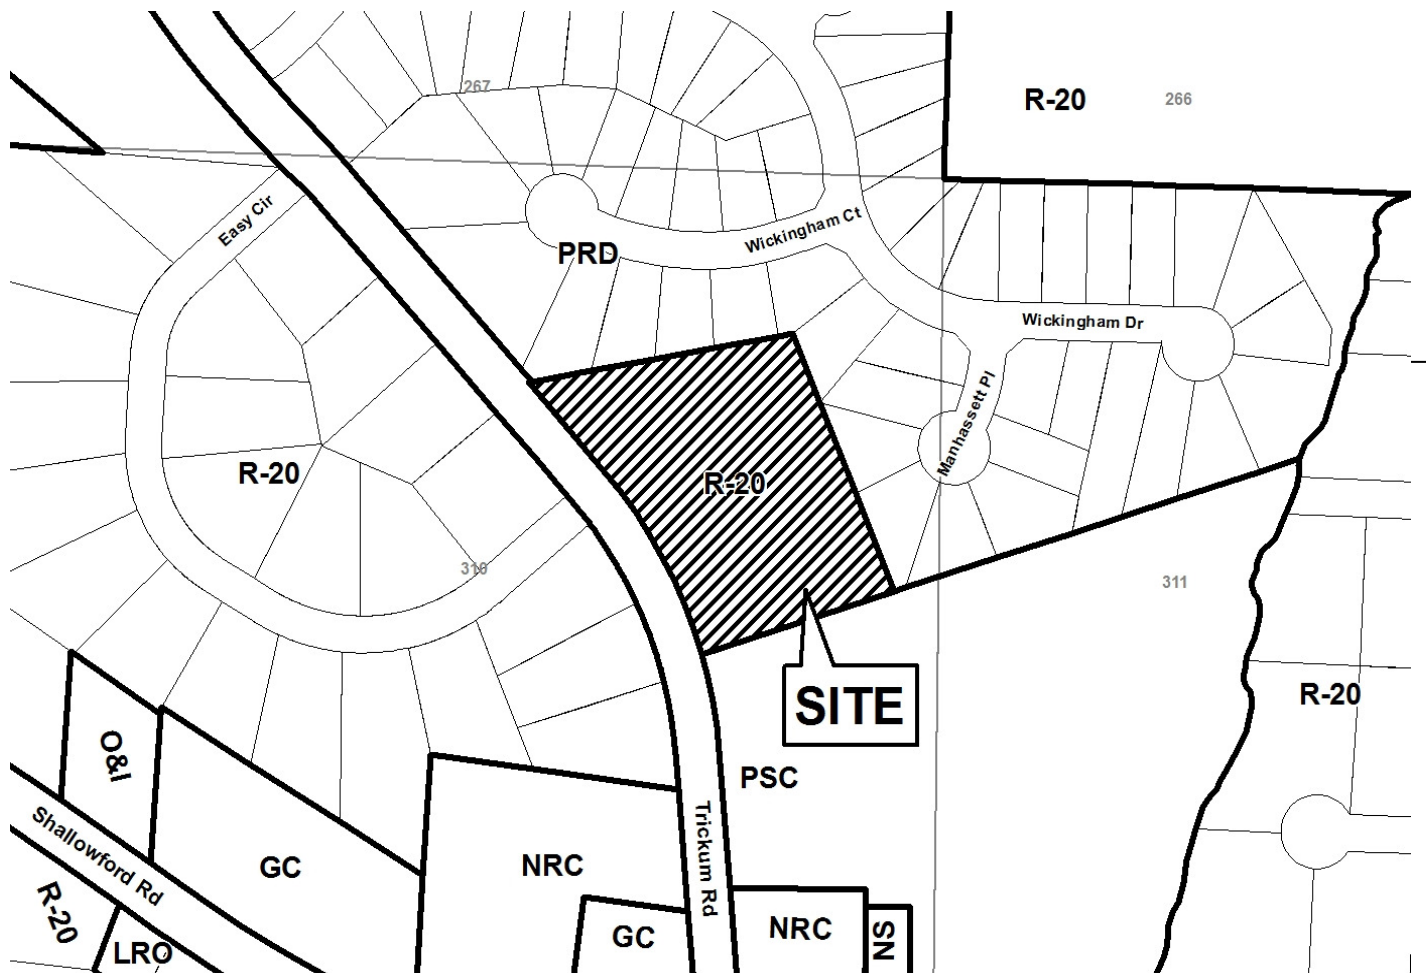 267
R-20
266
Easy Cir
PRD
Wickingham Ct
Wickingham Dr
Manhassett Pl
R-20
R-20
310
311
SITE
R-20
O&I
PSC
Shallowford Rd
GC
NRC
Trickum Rd
R-20
LRO
GC
NRC
NS